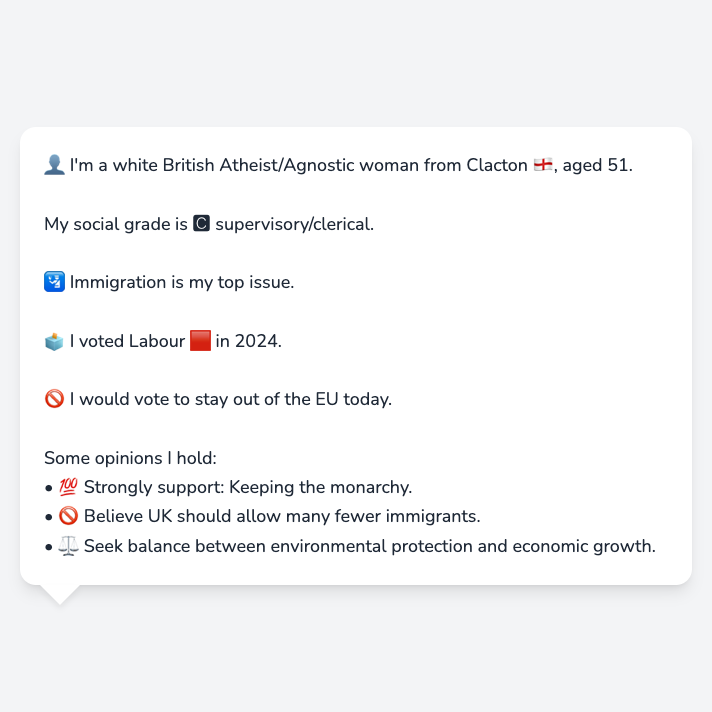 👤 I'm a white British Atheist/Agnostic woman from Clacton 🏴󠁧󠁢󠁥󠁮󠁧󠁿, aged 51.
My social grade is 🅲 supervisory/clerical.
🛂 Immigration is my top issue.
🗳️ I voted Labour 🟥 in 2024.
🚫 I would vote to stay out of the EU today.
Some opinions I hold:
• 💯 Strongly support: Keeping the monarchy.
• 🚫 Believe UK should allow many fewer immigrants.
• ⚖️ Seek balance between environmental protection and economic growth.